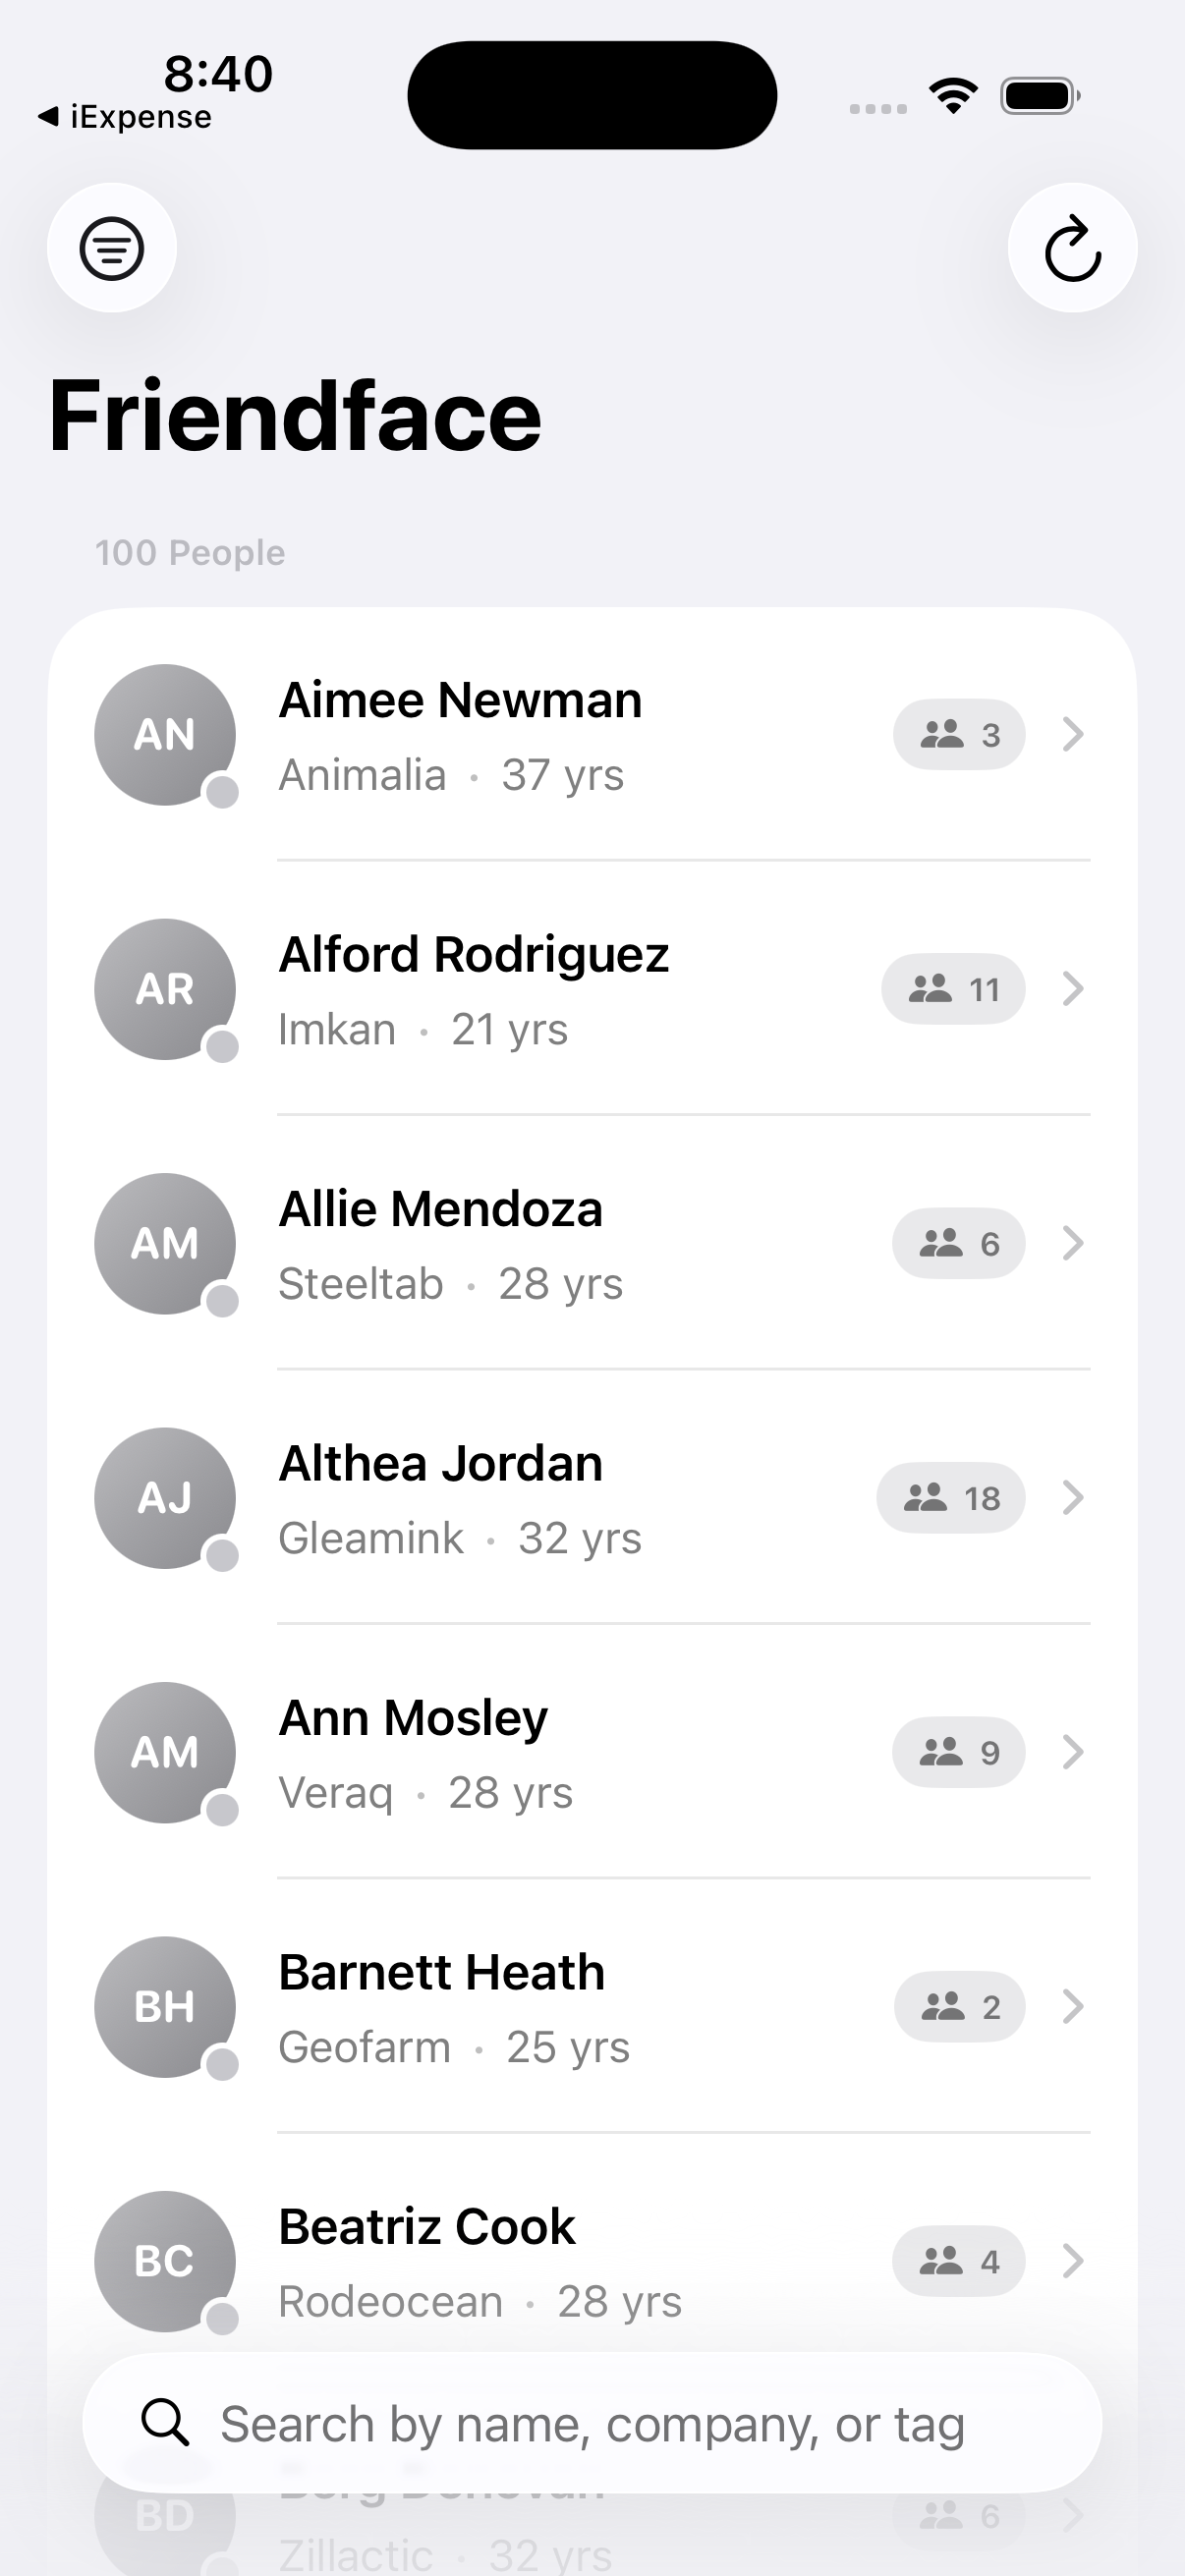 8:40
◀ iExpense
Friendface
100 People
AN
Aimee Newman
Animalia • 37 yrs
3
AR
Alford Rodriguez
Imkan • 21 yrs
11
AM
Allie Mendoza
Steeltab • 28 yrs
6
AJ
Althea Jordan
Gleamink • 32 yrs
18
AM
Ann Mosley
Veraq • 28 yrs
9
BH
Barnett Heath
Geofarm • 25 yrs
2
BC
Beatriz Cook
Rodeocean • 28 yrs
4
Search by name, company, or tag
BD
Zillactic • 32 yrs
6